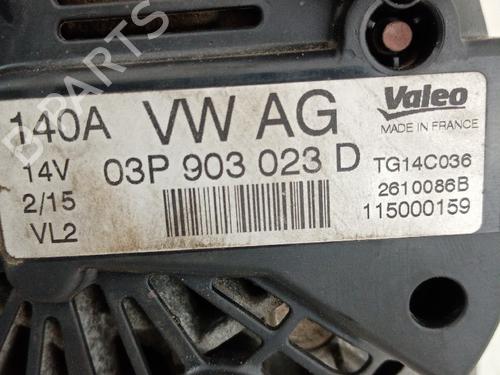 140A VW AG Valeo
MADE IN FRANCE
14V 03P 903 023 D TG14C036
2/15 2610086B
VL2 115000159
B-PARTS